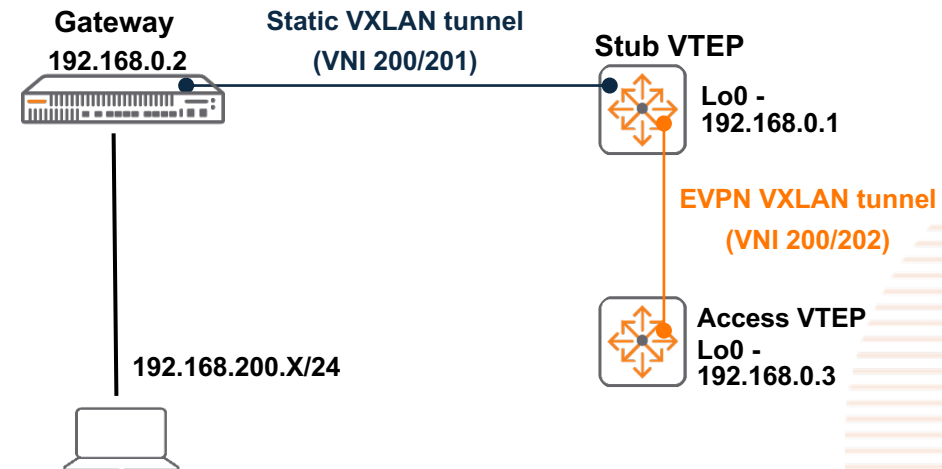 Gateway
192.168.0.2
Static VXLAN tunnel
(VNI 200/201)
Stub VTEP
Lo0 -
192.168.0.1
EVPN VXLAN tunnel
(VNI 200/202)
Access VTEP
Lo0 -
192.168.0.3
192.168.200.X/24